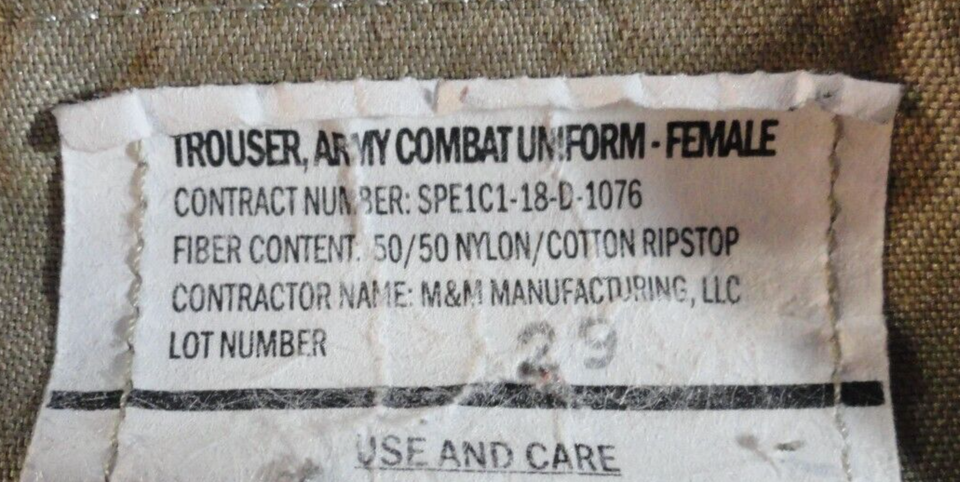 TROUSER, ARMY COMBAT UNIFORM - FEMALE
CONTRACT NUMBER: SPE1C1-18-D-1076
FIBER CONTENT: 50/50 NYLON/COTTON RIPSTOP
CONTRACTOR NAME: M&M MANUFACTURING, LLC
LOT NUMBER 29
USE AND CARE